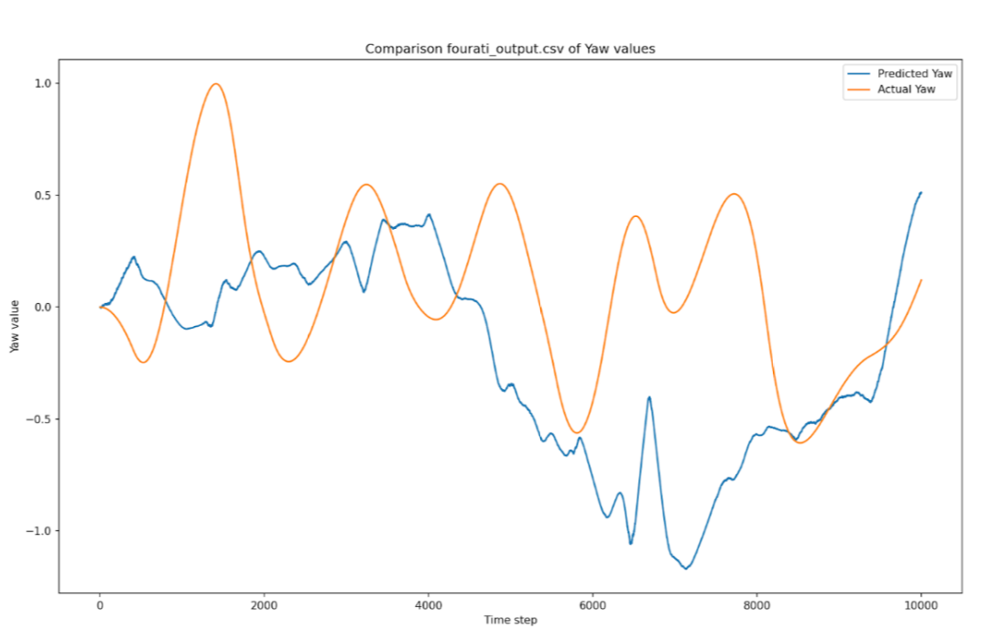 Comparison fourati_output.csv of Yaw values
Predicted Yaw
Actual Yaw
1.0
0.5
0.0
−0.5
−1.0
Yaw value
0 2000 4000 6000 8000 10000
Time step